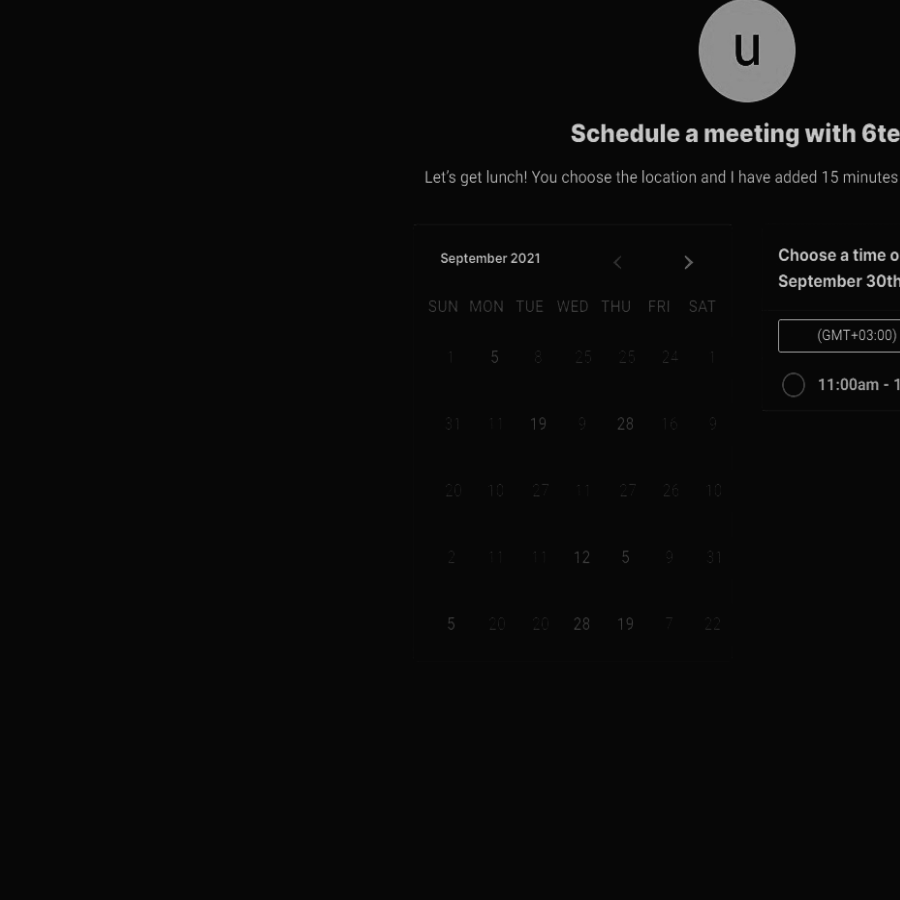 u
Schedule a meeting with 6te
Let's get lunch! You choose the location and I have added 15 minutes
September 2021
SUN MON TUE WED THU FRI SAT
1 5 8 25 25 24 1
31 11 19 9 28 16 9
20 10 27 11 27 26 10
2 11 11 12 5 9 31
5 20 20 28 19 7 22
Choose a time o
September 30th
(GMT+03:00)
11:00am - 1